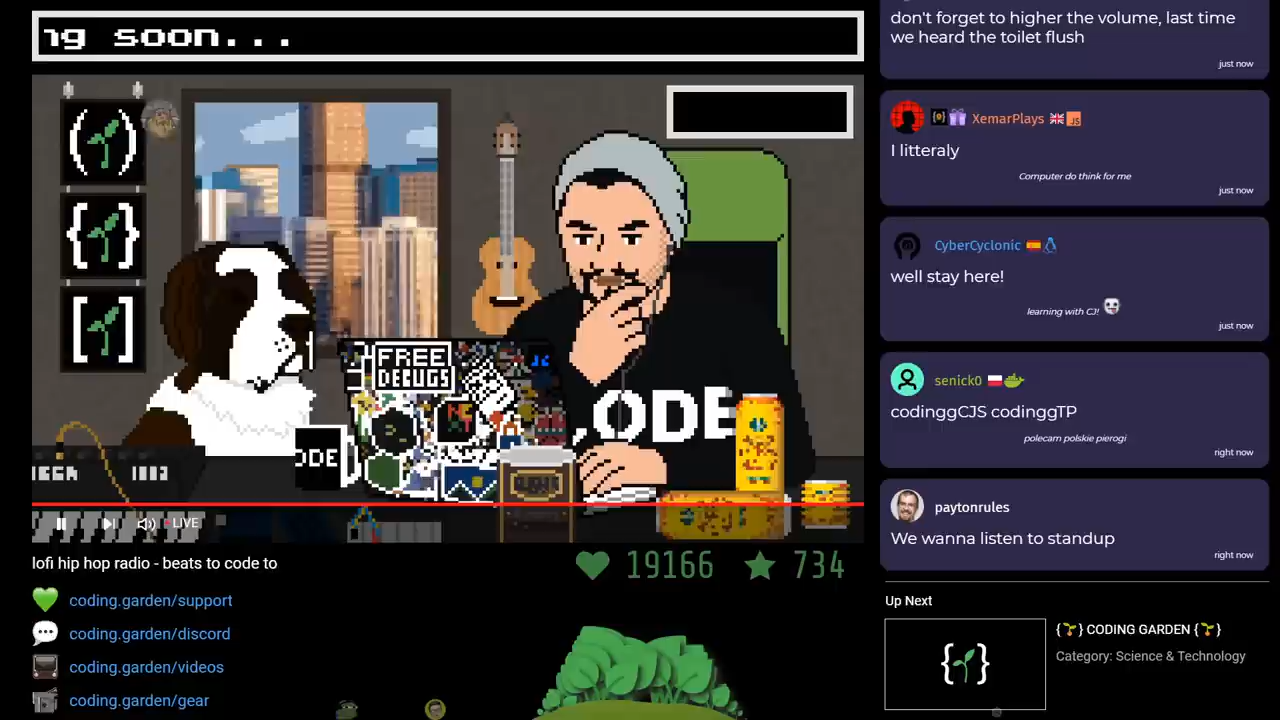 ng soon...
FREE
DEBUGS
CODE
ODE
LIVE
lofi hip hop radio - beats to code to
19166
734
coding.garden/support
coding.garden/discord
coding.garden/videos
coding.garden/gear
don't forget to higher the volume, last time
we heard the toilet flush
just now
XemarPlays
JS
I litteraly
Computer do think for me
just now
CyberCyclonic
well stay here!
learning with CJ!
just now
senick0
codinggCJS codinggTP
polecam polskie pierogi
right now
paytonrules
We wanna listen to standup
right now
Up Next
{🌱} CODING GARDEN {🌱}
Category: Science & Technology